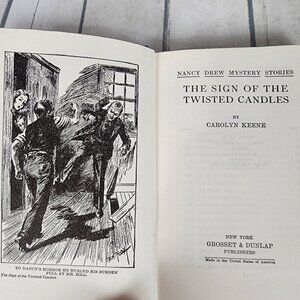 TO NANCY'S HORROR HE HURLED HIS BURDEN
FULL AT MR. HILL.
The Sign of the Twisted Candles
NANCY DREW MYSTERY STORIES
THE SIGN OF THE
TWISTED CANDLES
BY
CAROLYN KEENE
NEW YORK
GROSSET & DUNLAP
PUBLISHERS
Made in the United States of America